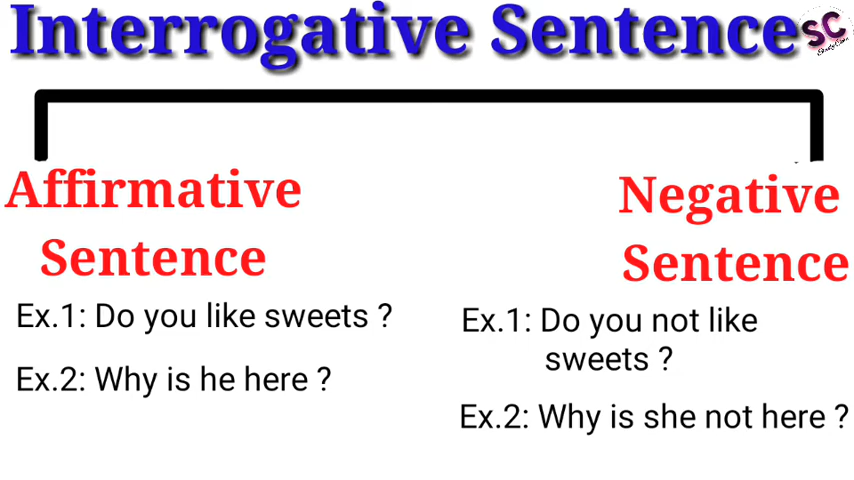 Interrogative Sentence
SC
Affirmative
Sentence
Ex.1: Do you like sweets ?
Ex.2: Why is he here ?
Negative
Sentence
Ex.1: Do you not like
sweets ?
Ex.2: Why is she not here ?